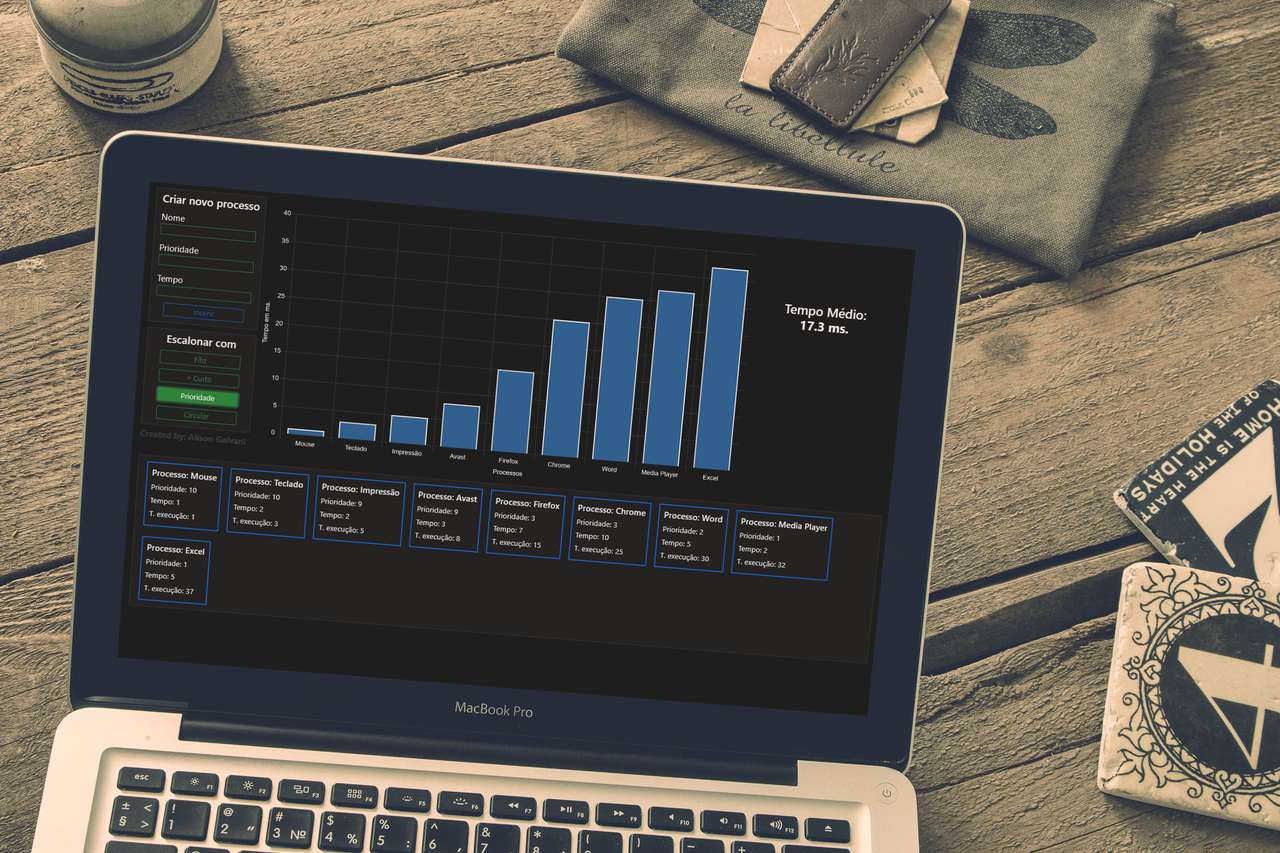 la libellule
HOME IS THE HEART
OF THE HOLIDAYS
Criar novo processo
Nome
Prioridade
Tempo
Inserir
Escalonar com
Fifo
+ Curto
Prioridade
Circular
Created by: Alison Galvani
40
35
30
25
20
15
10
5
0
Tempo em ms.
Mouse
Teclado
Impressão
Avast
Firefox
Chrome
Word
Media Player
Excel
Processos
Tempo Médio:
17.3 ms.
Processo: Mouse
Prioridade: 10
Tempo: 1
T. execução: 1
Processo: Teclado
Prioridade: 10
Tempo: 2
T. execução: 3
Processo: Impressão
Prioridade: 9
Tempo: 2
T. execução: 5
Processo: Avast
Prioridade: 9
Tempo: 3
T. execução: 8
Processo: Firefox
Prioridade: 3
Tempo: 7
T. execução: 15
Processo: Chrome
Prioridade: 3
Tempo: 10
T. execução: 25
Processo: Word
Prioridade: 2
Tempo: 5
T. execução: 30
Processo: Media Player
Prioridade: 1
Tempo: 2
T. execução: 32
Processo: Excel
Prioridade: 1
Tempo: 5
T. execução: 37
MacBook Pro
esc F1 F2 F3 F4 F5 F6 F7 F8 F9 F10 F11 F12
± < ! @ # $ % ^ & *
§ > 1 2 " 3 № 4 % 5 : 6 , 7 8